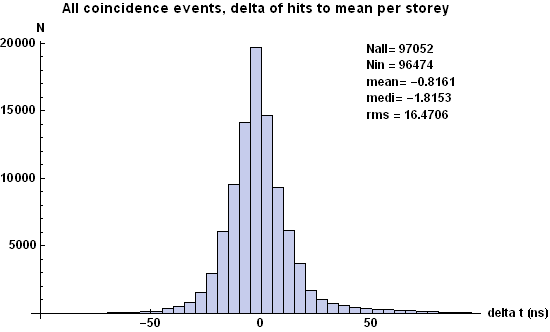 All coincidence events, delta of hits to mean per storey
N
20000
15000
10000
5000
Nall= 97052
Nin = 96474
mean= −0.8161
medi= −1.8153
rms = 16.4706
−50
0
50
delta t (ns)